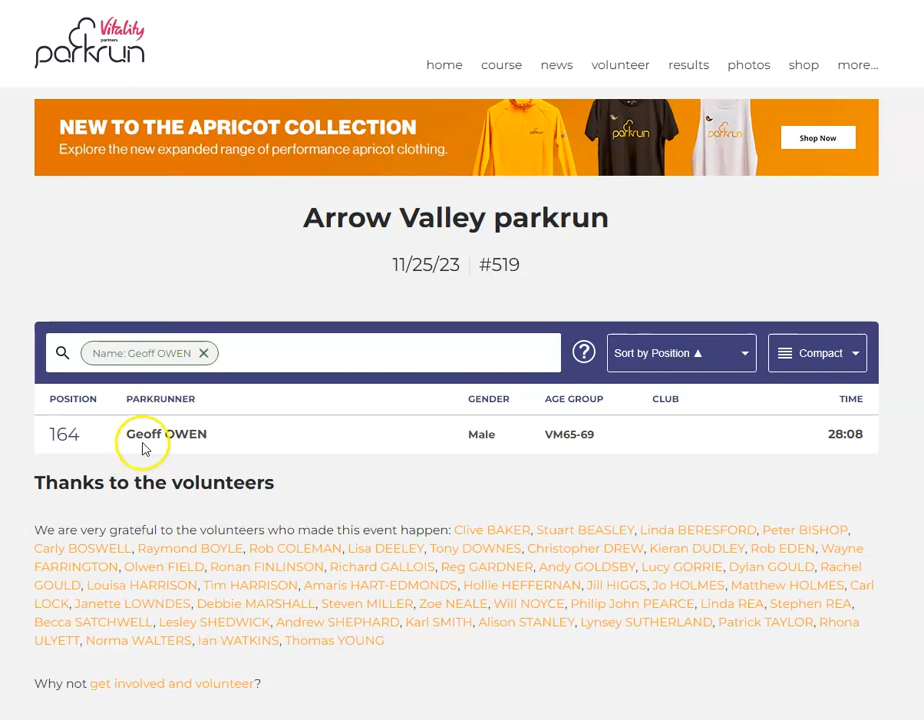 Vitality
partners
parkrun
home course news volunteer results photos shop more...
NEW TO THE APRICOT COLLECTION
Explore the new expanded range of performance apricot clothing.
parkrun
parkrun
parkrun
Shop Now
Arrow Valley parkrun
11/25/23 | #519
Name: Geoff OWEN ✕ ? Sort by Position ▲ Compact
POSITION PARKRUNNER GENDER AGE GROUP CLUB TIME
164 Geoff OWEN Male VM65-69 28:08
Thanks to the volunteers
We are very grateful to the volunteers who made this event happen: Clive BAKER, Stuart BEASLEY, Linda BERESFORD, Peter BISHOP,
Carly BOSWELL, Raymond BOYLE, Rob COLEMAN, Lisa DEELEY, Tony DOWNES, Christopher DREW, Kieran DUDLEY, Rob EDEN, Wayne
FARRINGTON, Olwen FIELD, Ronan FINLINSON, Richard GALLOIS, Reg GARDNER, Andy GOLDSBY, Lucy GORRIE, Dylan GOULD, Rachel
GOULD, Louisa HARRISON, Tim HARRISON, Amaris HART-EDMONDS, Hollie HEFFERNAN, Jill HIGGS, Jo HOLMES, Matthew HOLMES, Carl
LOCK, Janette LOWNDES, Debbie MARSHALL, Steven MILLER, Zoe NEALE, Will NOYCE, Philip John PEARCE, Linda REA, Stephen REA,
Becca SATCHWELL, Lesley SHEDWICK, Andrew SHEPHARD, Karl SMITH, Alison STANLEY, Lynsey SUTHERLAND, Patrick TAYLOR, Rhona
ULYETT, Norma WALTERS, Ian WATKINS, Thomas YOUNG
Why not get involved and volunteer?